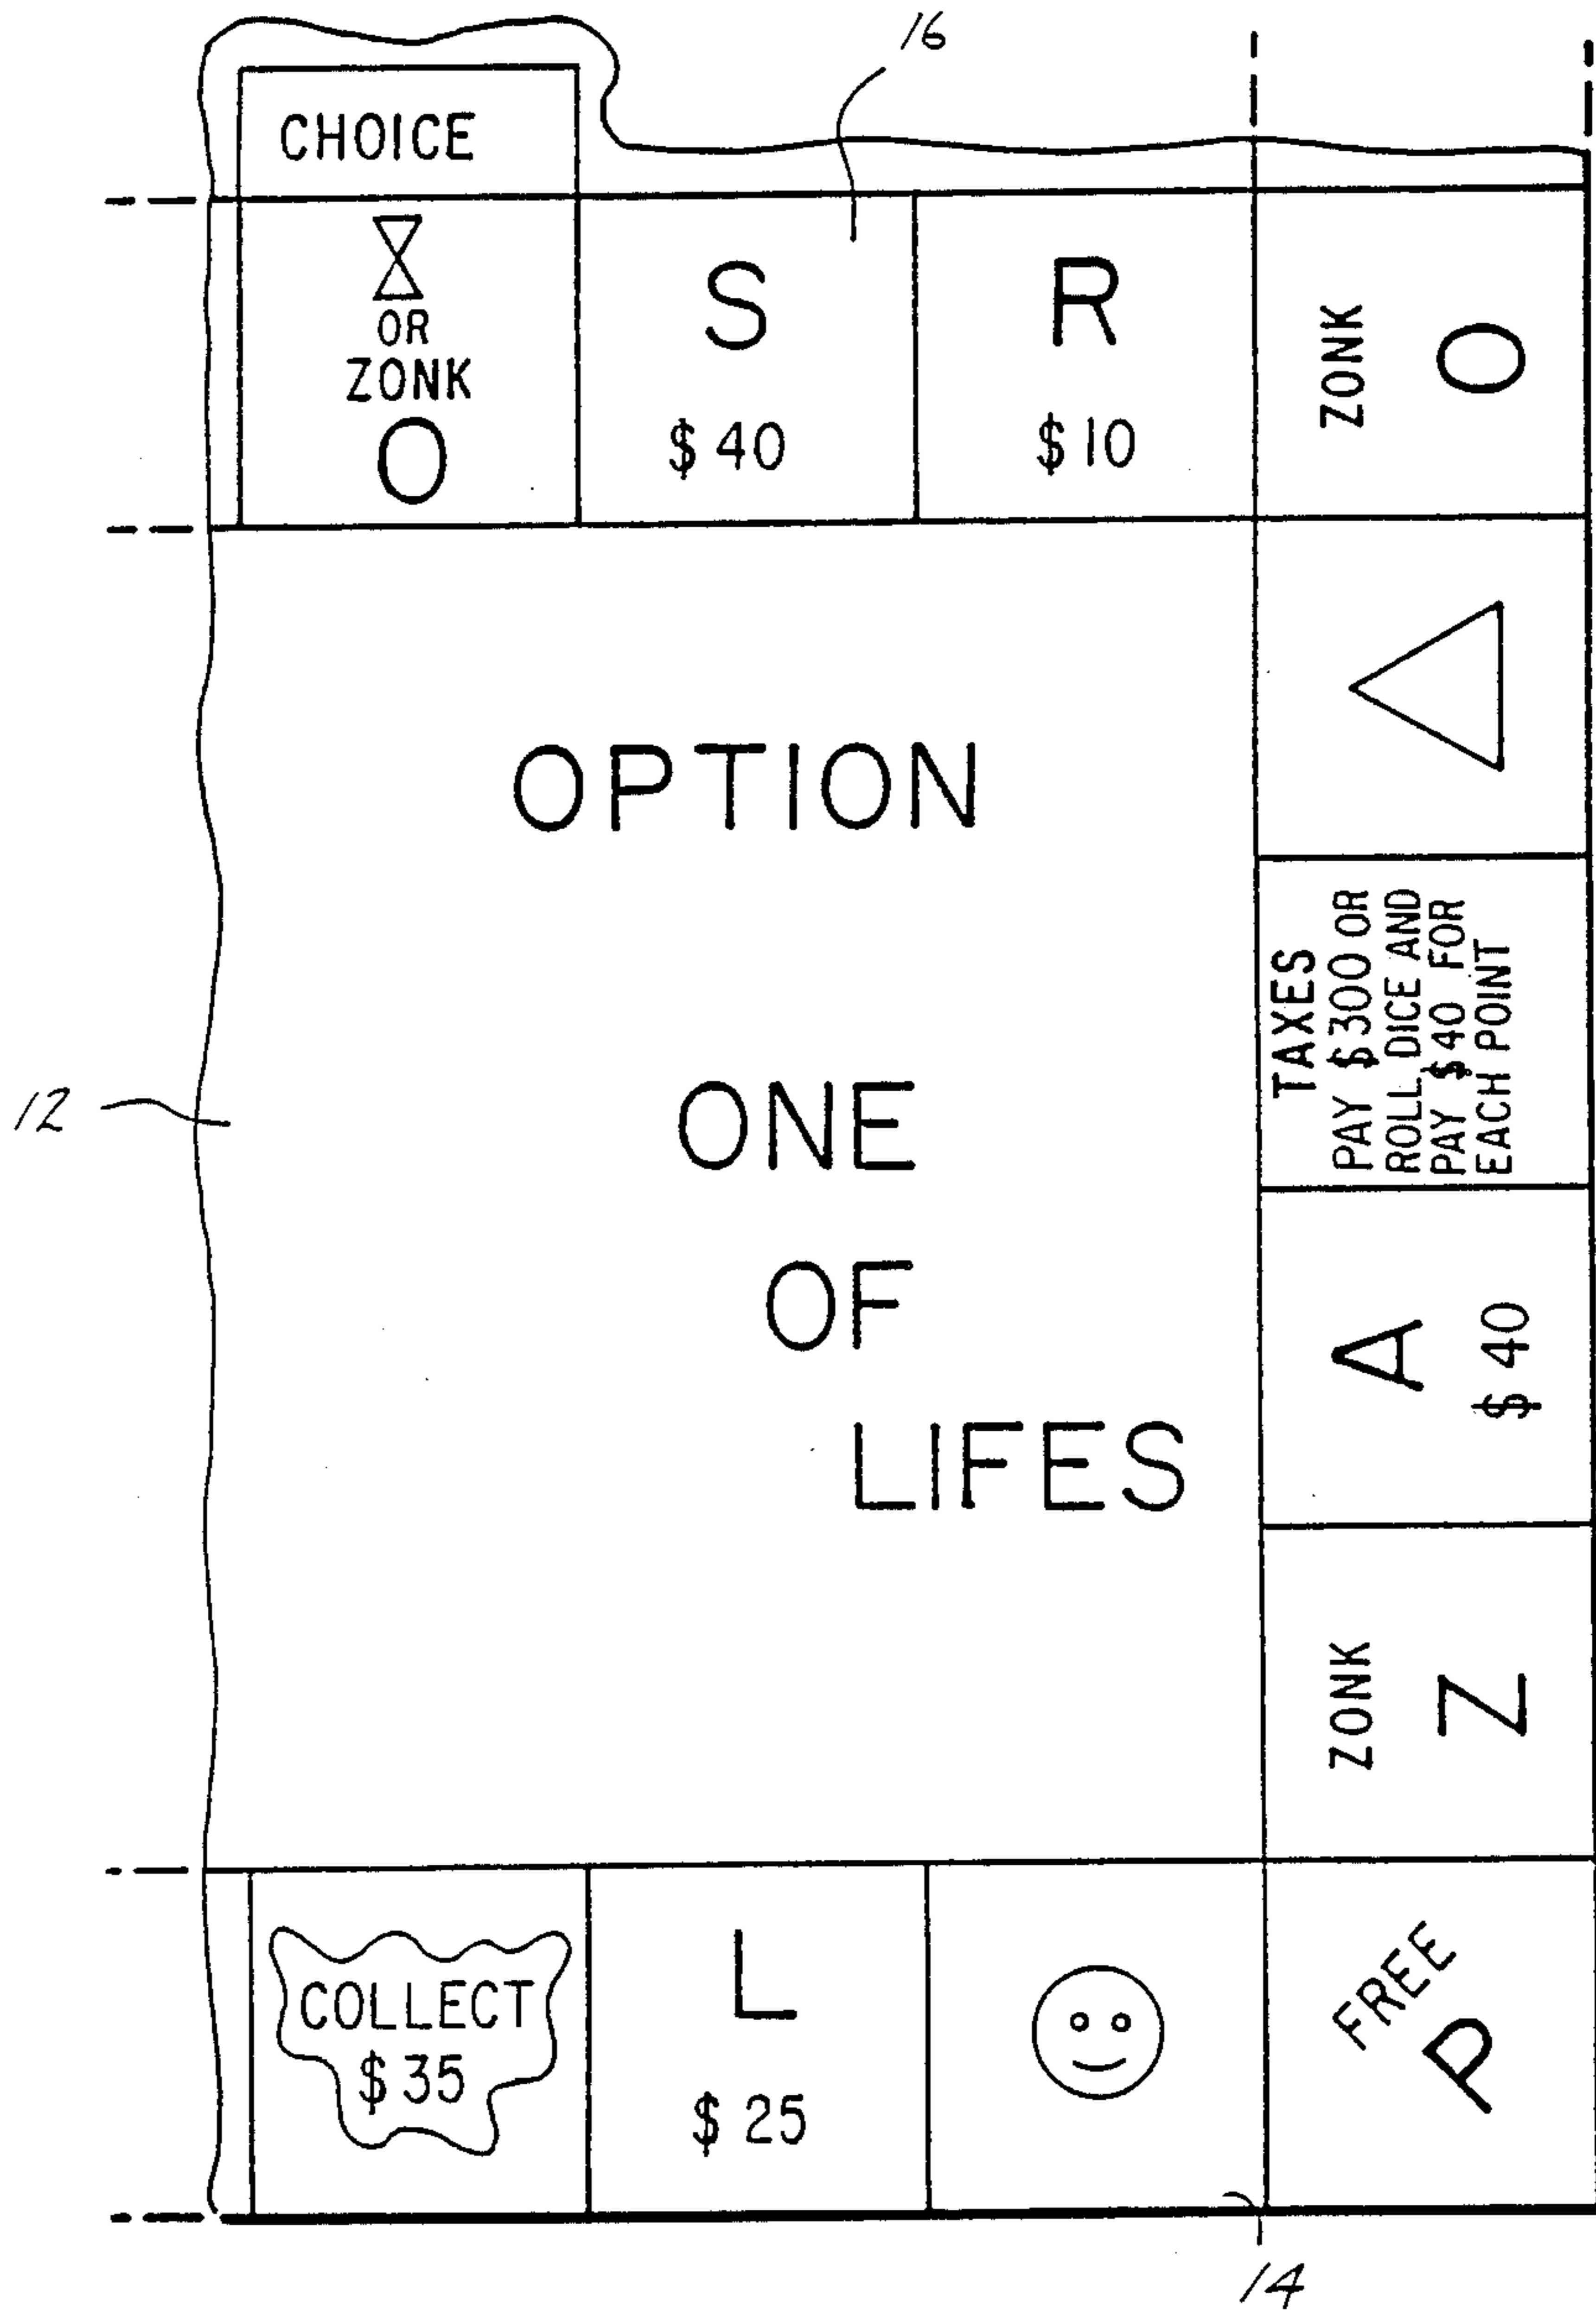 16
CHOICE
OR
ZONK
O
S
$40
R
$10
ZONK
O
OPTION
ONE
OF
LIFES
12
TAXES
PAY $300 OR
ROLL DICE AND
PAY $40 FOR
EACH POINT
A
$40
ZONK
Z
COLLECT
$35
L
$25
FREE
P
14